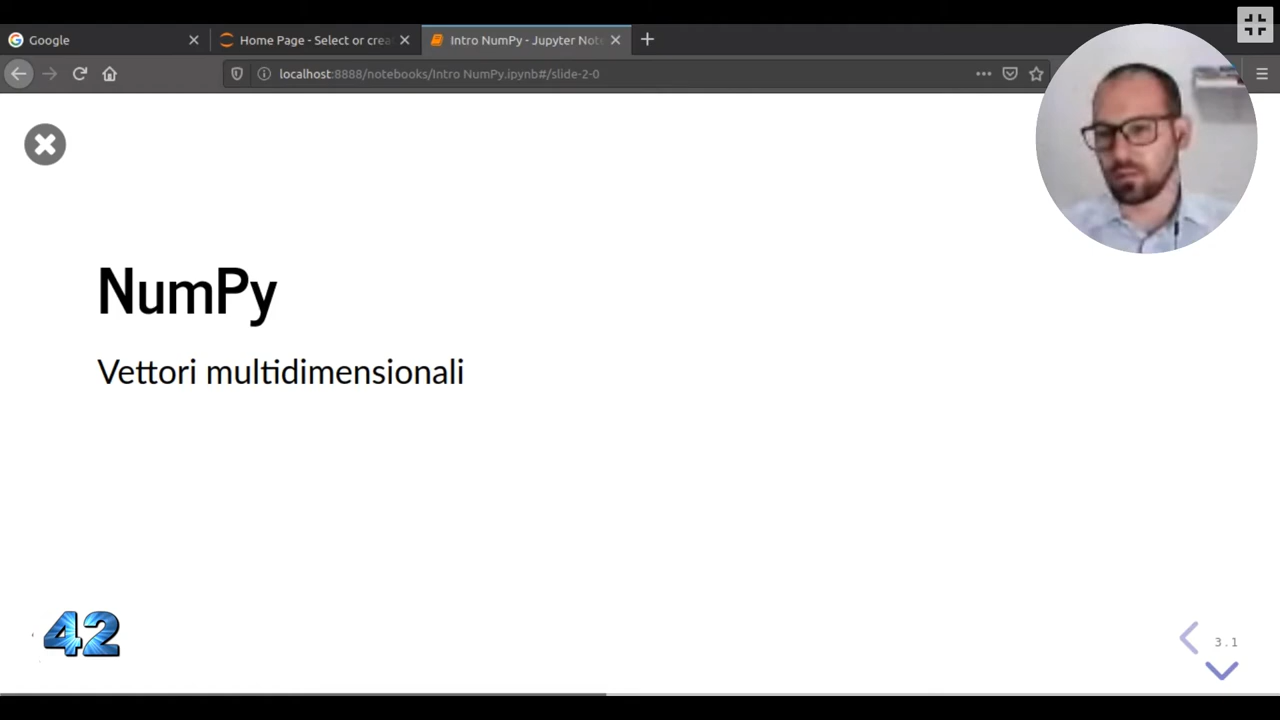 Google
Home Page - Select or crea
Intro NumPy - Jupyter Note
localhost:8888/notebooks/Intro NumPy.ipynb#/slide-2-0
NumPy
Vettori multidimensionali
42
3.1